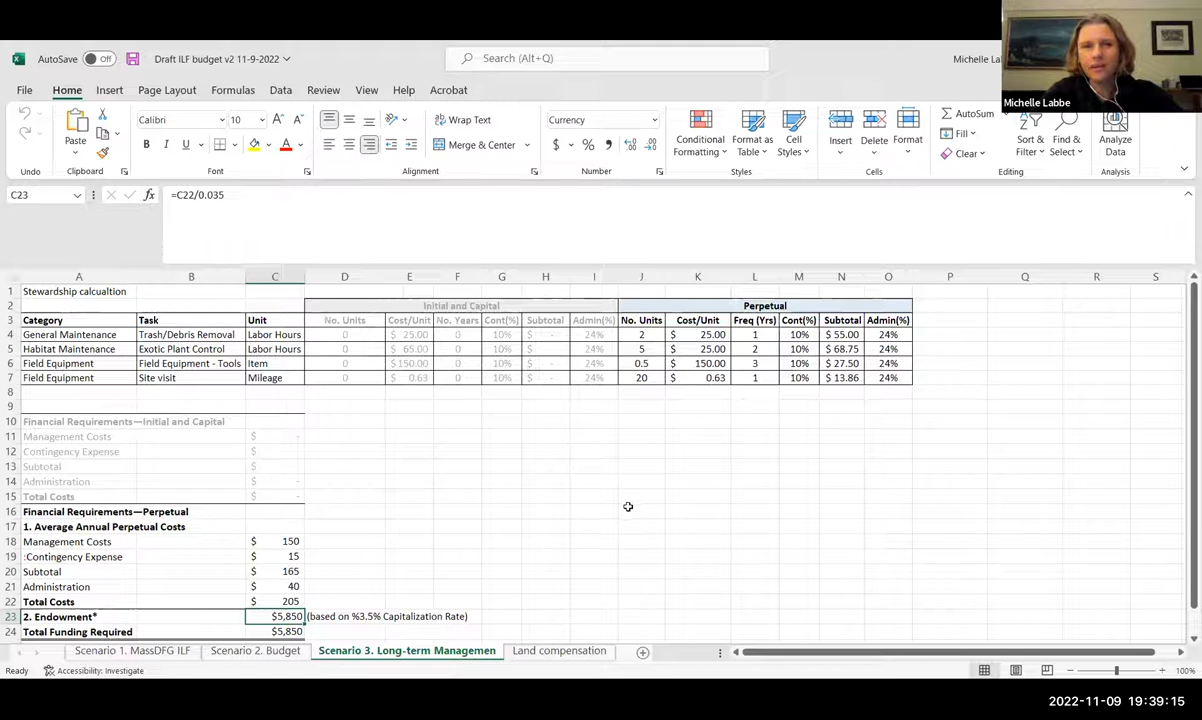 AutoSave Off Draft ILF budget v2 11-9-2022 Search (Alt+Q) Michelle La
Michelle Labbe
File Home Insert Page Layout Formulas Data Review View Help Acrobat
Paste Calibri 10 Wrap Text Currency Conditional Formatting Format as Table Cell Styles Insert Delete Format AutoSum Fill Clear Sort & Filter Find & Select Analyze Data
B I U Merge & Center $ %
Undo Clipboard Font Alignment Number Styles Cells Editing Analysis
C23 fx =C22/0.035
A B C D E F G H I J K L M N O P Q R S
1 Stewardship calcualtion
2 Initial and Capital Perpetual
3 Category Task Unit No. Units Cost/Unit No. Years Cont(%) Subtotal Admin(%) No. Units Cost/Unit Freq (Yrs) Cont(%) Subtotal Admin(%)
4 General Maintenance Trash/Debris Removal Labor Hours 0 $ 25.00 0 10% $ - 24% 2 $ 25.00 1 10% $ 55.00 24%
5 Habitat Maintenance Exotic Plant Control Labor Hours 0 $ 65.00 0 10% $ - 24% 5 $ 25.00 2 10% $ 68.75 24%
6 Field Equipment Field Equipment - Tools Item 0 $150.00 0 10% $ - 24% 0.5 $ 150.00 3 10% $ 27.50 24%
7 Field Equipment Site visit Mileage 0 $ 0.63 0 10% $ - 24% 20 $ 0.63 1 10% $ 13.86 24%
8
9
10 Financial Requirements—Initial and Capital
11 Management Costs $ -
12 Contingency Expense $ -
13 Subtotal $ -
14 Administration $ -
15 Total Costs $ -
16 Financial Requirements—Perpetual
17 1. Average Annual Perpetual Costs
18 Management Costs $ 150
19 :Contingency Expense $ 15
20 Subtotal $ 165
21 Administration $ 40
22 Total Costs $ 205
23 2. Endowment* $5,850 (based on %3.5% Capitalization Rate)
24 Total Funding Required $5,850
Scenario 1. MassDFG ILF Scenario 2. Budget Scenario 3. Long-term Managemen Land compensation
Ready Accessibility: Investigate 100%
2022-11-09 19:39:15